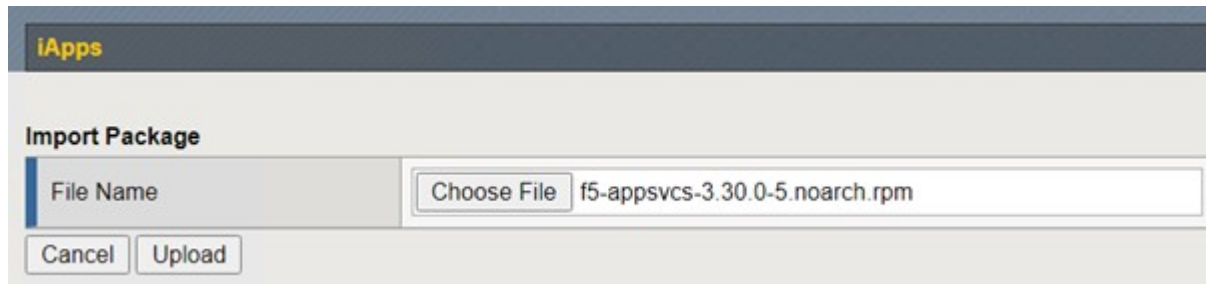 iApps
Import Package
File Name Choose File f5-appsvcs-3.30.0-5.noarch.rpm
Cancel Upload